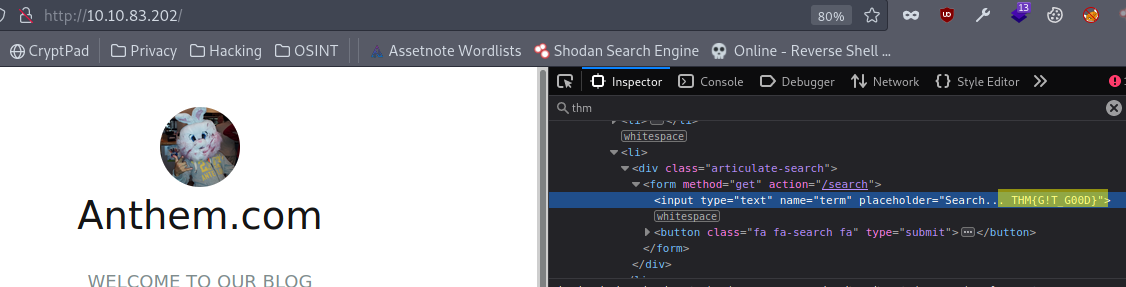 http://10.10.83.202/
80%
13
CryptPad Privacy Hacking OSINT Assetnote Wordlists Shodan Search Engine Online - Reverse Shell ...
Inspector Console Debugger Network Style Editor
thm
whitespace
<li>
<div class="articulate-search">
<form method="get" action="/search">
<input type="text" name="term" placeholder="Search... THM{G!T_G00D}">
whitespace
<button class="fa fa-search fa" type="submit"> </button>
</form>
</div>
Anthem.com
WELCOME TO OUR BLOG